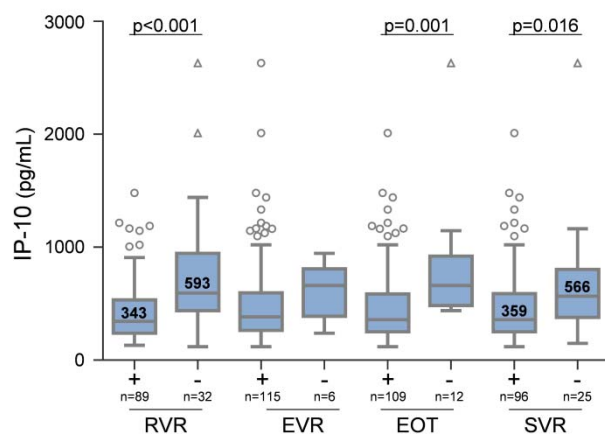 3000
p<0.001
p=0.001
p=0.016
2000
IP-10 (pg/mL)
1000
593
566
343
359
0
+ - + - + - + -
n=89 n=32 n=115 n=6 n=109 n=12 n=96 n=25
RVR EVR EOT SVR